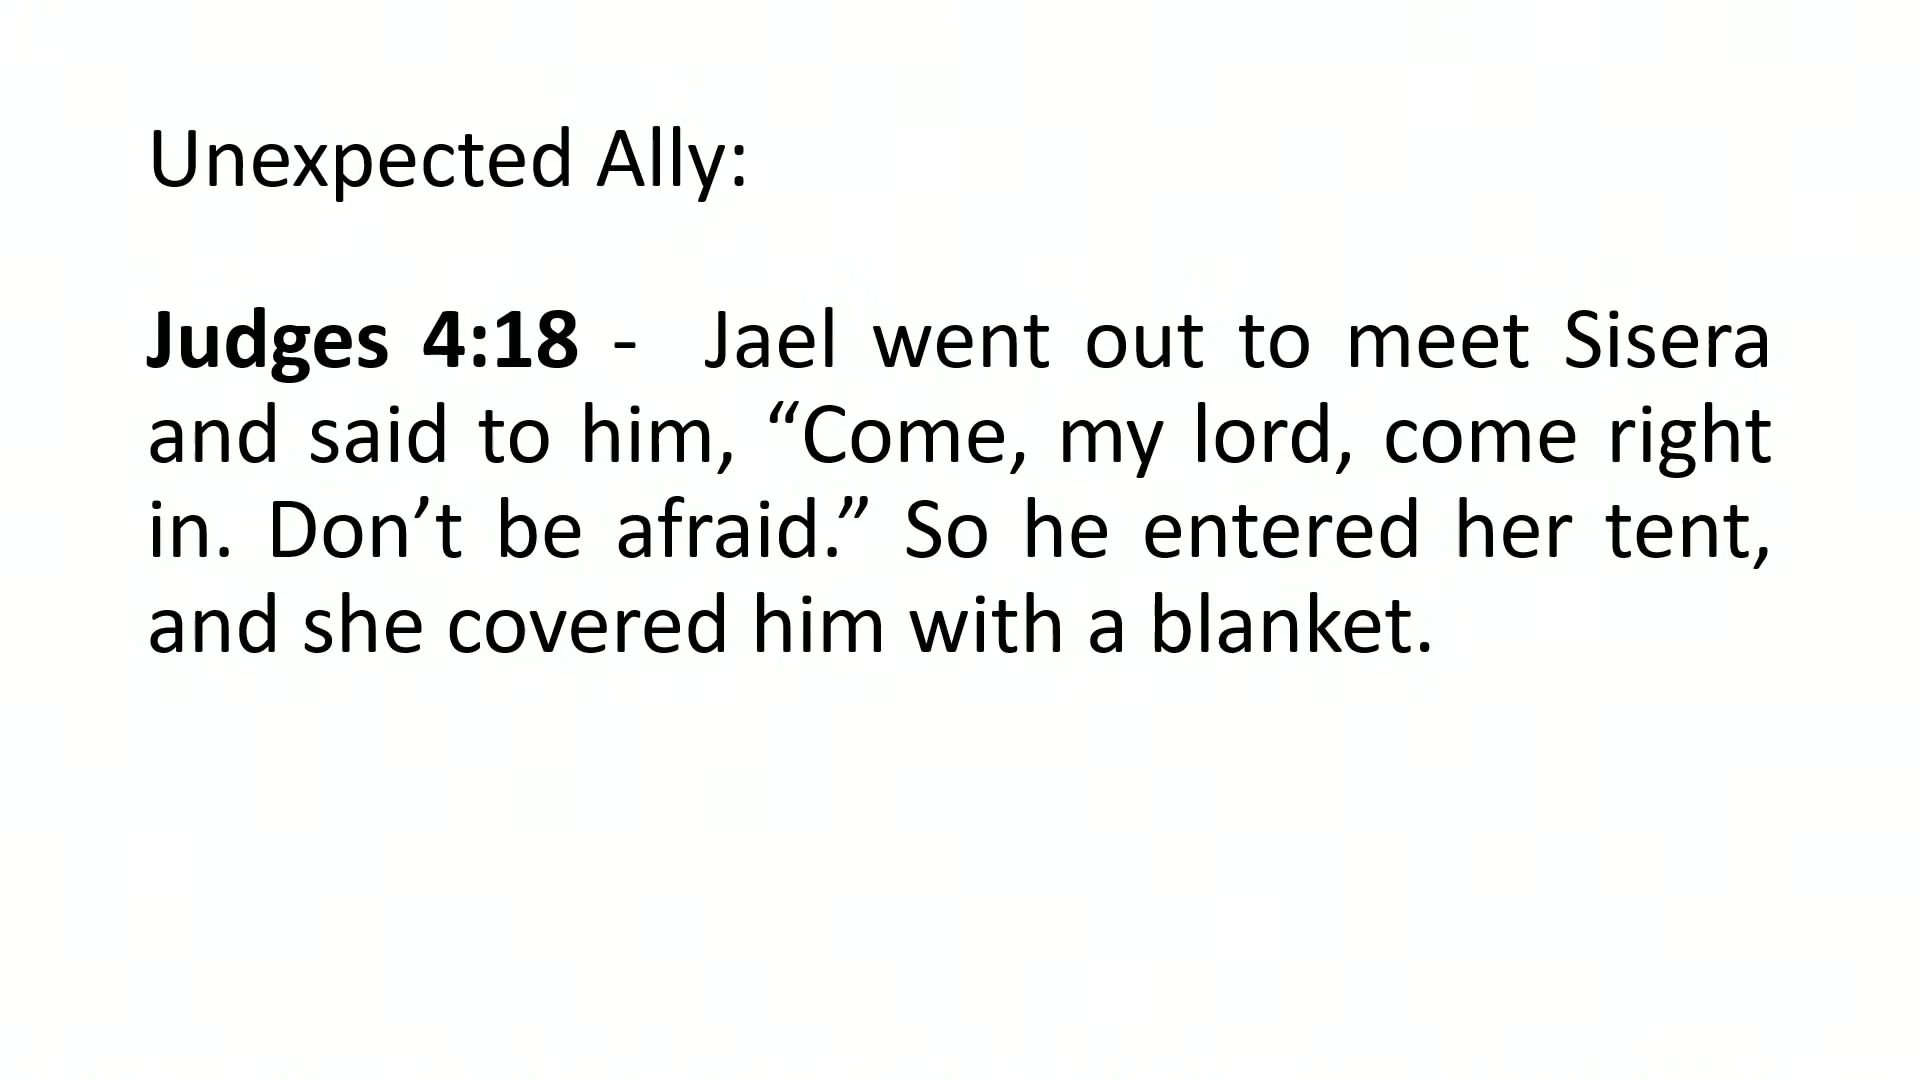 Unexpected Ally:
Judges 4:18 - Jael went out to meet Sisera
and said to him, “Come, my lord, come right
in. Don’t be afraid.” So he entered her tent,
and she covered him with a blanket.